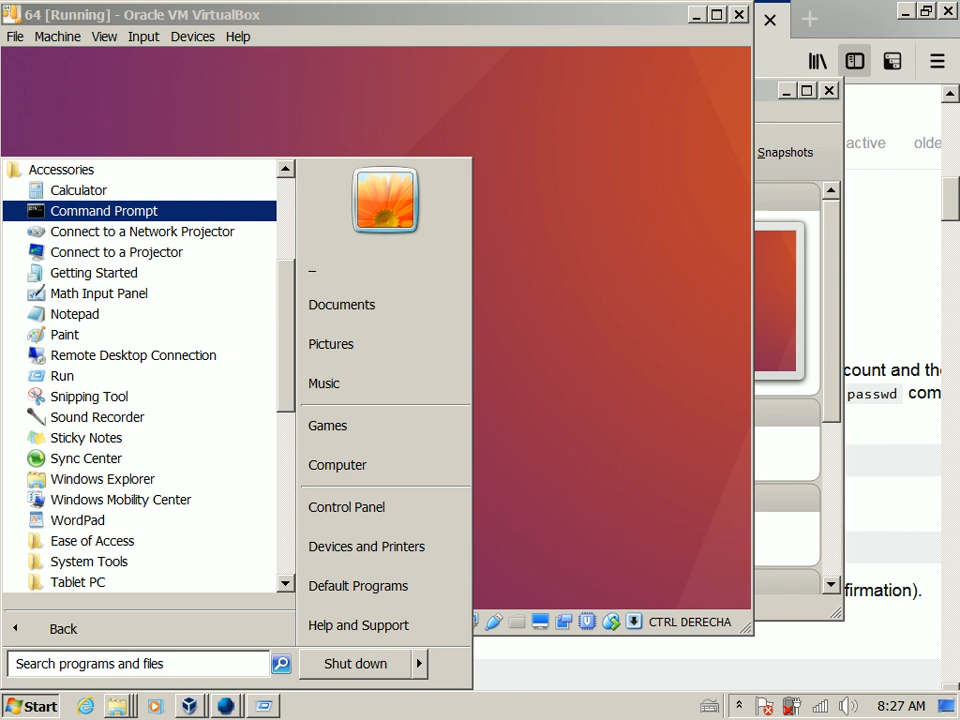 64 [Running] - Oracle VM VirtualBox
File Machine View Input Devices Help
Snapshots
active olde
Accessories
Calculator
Command Prompt
Connect to a Network Projector
Connect to a Projector
Getting Started
Math Input Panel
Notepad
Paint
Remote Desktop Connection
Run
Snipping Tool
Sound Recorder
Sticky Notes
Sync Center
Windows Explorer
Windows Mobility Center
WordPad
Ease of Access
System Tools
Tablet PC
Back
Search programs and files
_
Documents
Pictures
Music
Games
Computer
Control Panel
Devices and Printers
Default Programs
Help and Support
Shut down
count and the
passwd com
firmation).
CTRL DERECHA
Start
8:27 AM